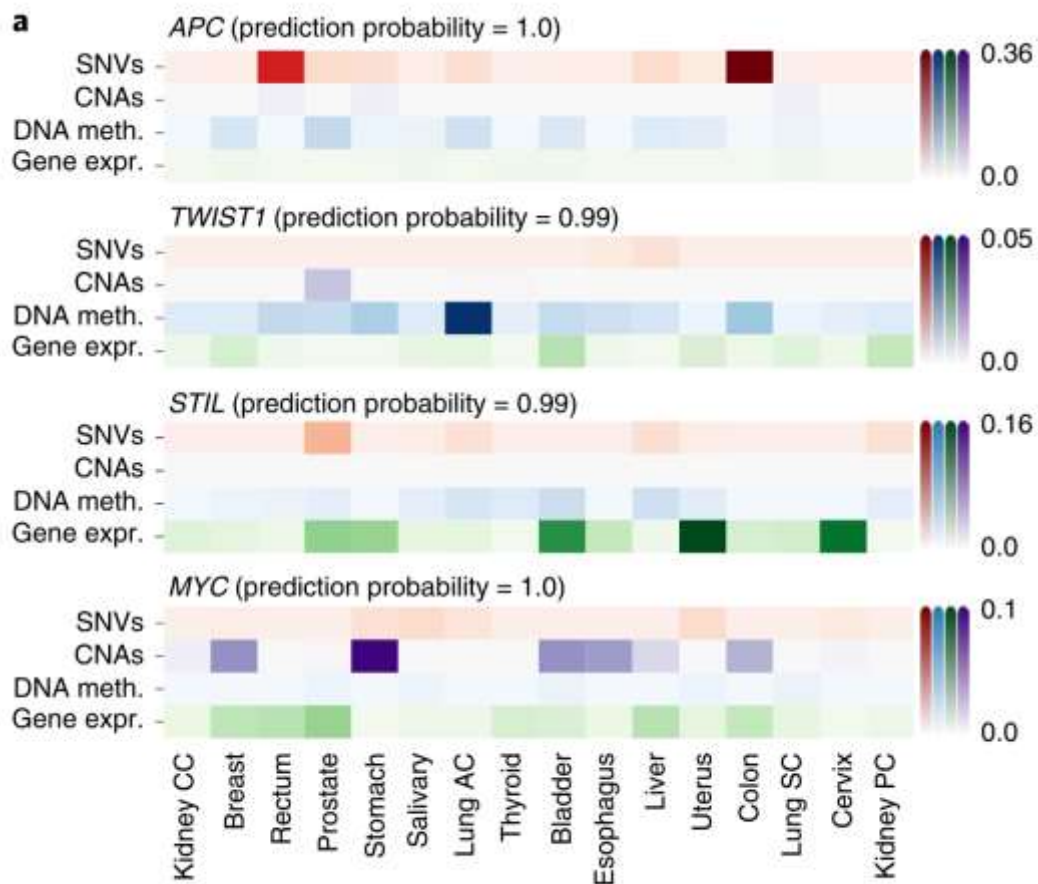 a
APC (prediction probability = 1.0)
SNVs
CNAs
DNA meth.
Gene expr.
0.36
0.0
TWIST1 (prediction probability = 0.99)
SNVs
CNAs
DNA meth.
Gene expr.
0.05
0.0
STIL (prediction probability = 0.99)
SNVs
CNAs
DNA meth.
Gene expr.
0.16
0.0
MYC (prediction probability = 1.0)
SNVs
CNAs
DNA meth.
Gene expr.
0.1
0.0
Kidney CC
Breast
Rectum
Prostate
Stomach
Salivary
Lung AC
Thyroid
Bladder
Esophagus
Liver
Uterus
Colon
Lung SC
Cervix
Kidney PC